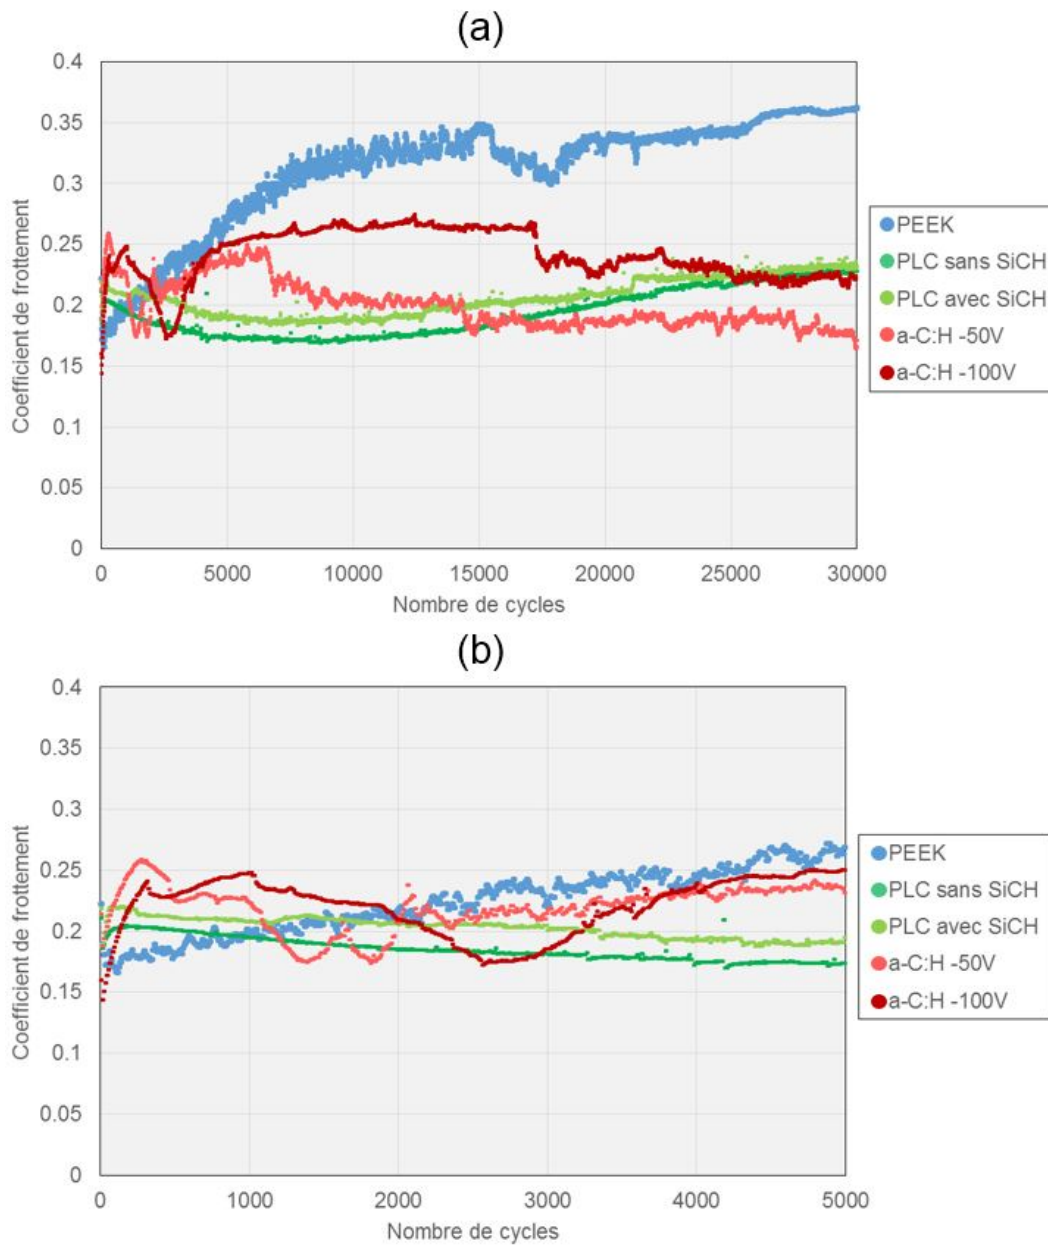 (a)
0.4
0.35
0.3
0.25
0.2
0.15
0.1
0.05
0
Coefficient de frottement
0 5000 10000 15000 20000 25000 30000
Nombre de cycles
PEEK
PLC sans SiCH
PLC avec SiCH
a-C:H -50V
a-C:H -100V
(b)
0.4
0.35
0.3
0.25
0.2
0.15
0.1
0.05
0
Coefficient de frottement
0 1000 2000 3000 4000 5000
Nombre de cycles
PEEK
PLC sans SiCH
PLC avec SiCH
a-C:H -50V
a-C:H -100V